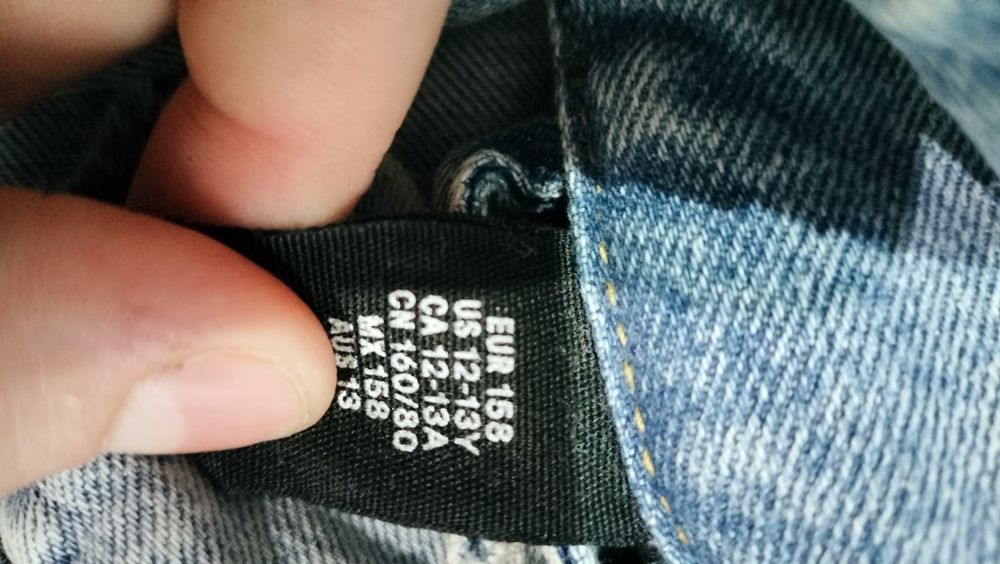 EUR 158
US 12-13Y
CA 12-13A
CN 160/80
MX 158
AUS 13